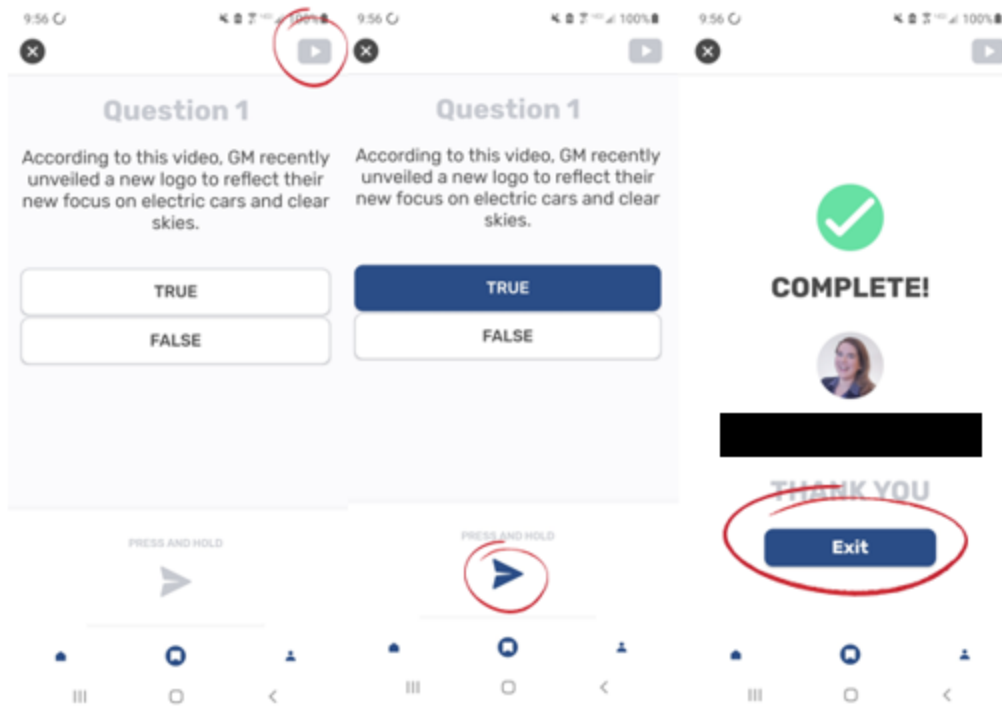 9:56
100%
Question 1
According to this video, GM recently
unveiled a new logo to reflect their
new focus on electric cars and clear
skies.
TRUE
FALSE
PRESS AND HOLD
9:56
100%
Question 1
According to this video, GM recently
unveiled a new logo to reflect their
new focus on electric cars and clear
skies.
TRUE
FALSE
PRESS AND HOLD
9:56
100%
COMPLETE!
THANK YOU
Exit